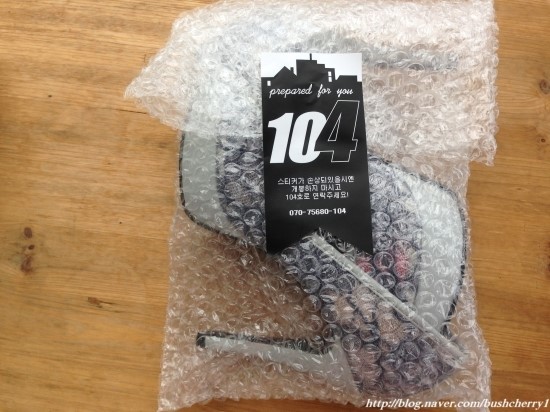 prepared for you
104
스티커가 손상되있을시엔
개봉하지 마시고
104호로 연락주세요!
070-75680-104
http://blog.naver.com/bushcherry1